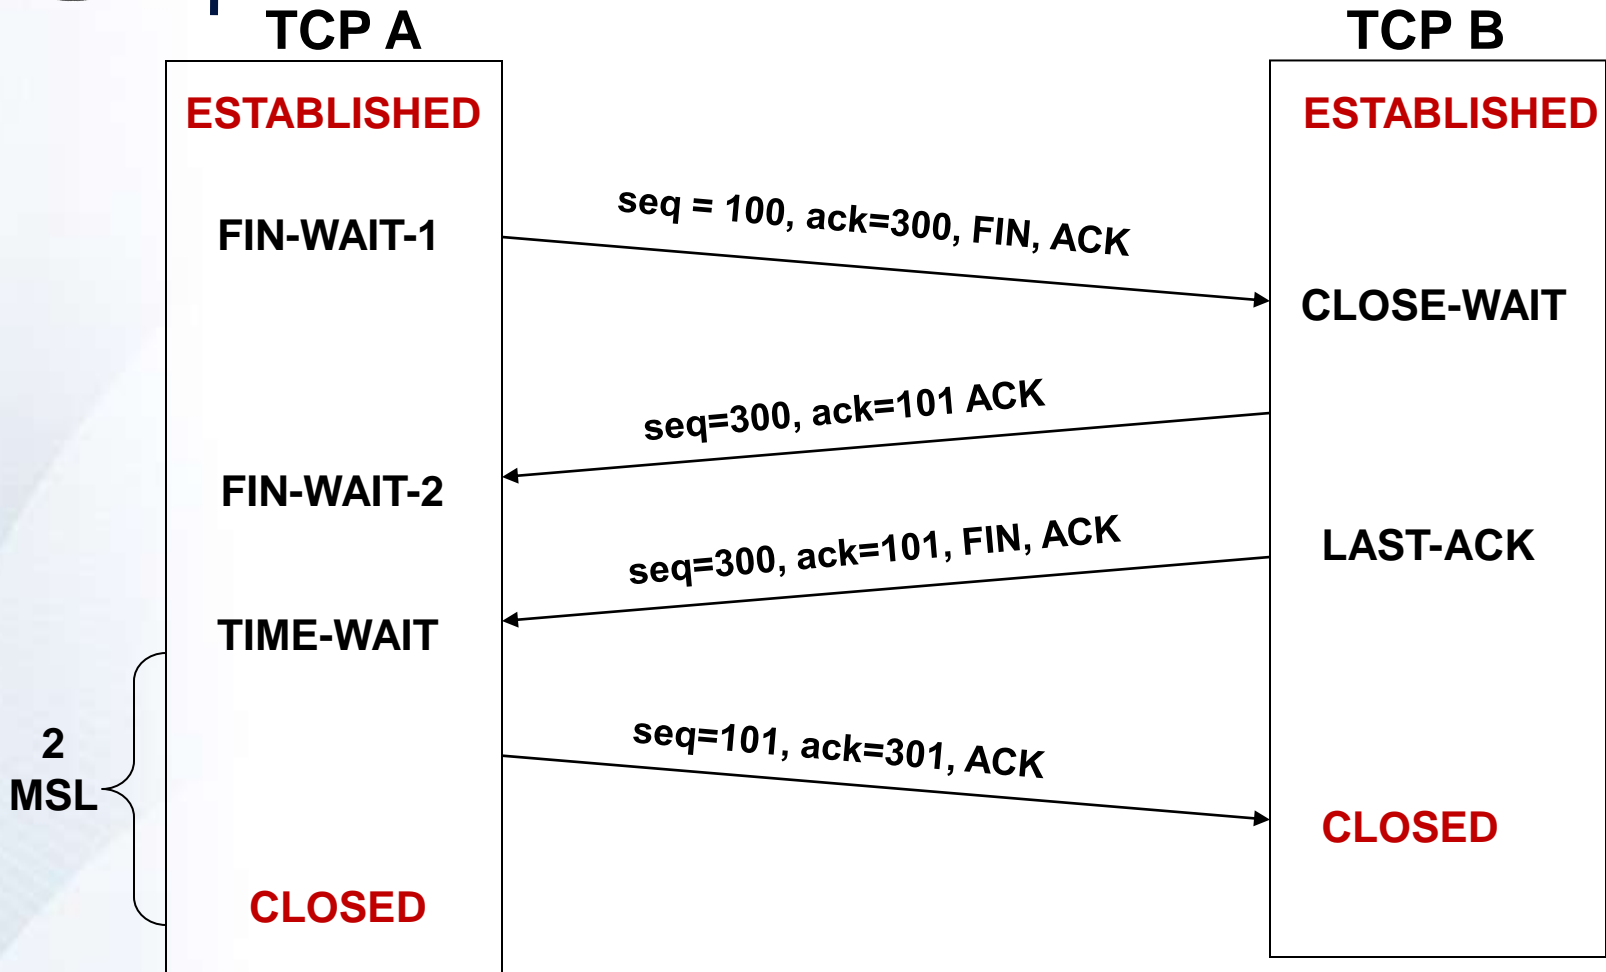 TCP A
TCP B
ESTABLISHED
ESTABLISHED
seq = 100, ack=300, FIN, ACK
FIN-WAIT-1
CLOSE-WAIT
seq=300, ack=101 ACK
FIN-WAIT-2
seq=300, ack=101, FIN, ACK
LAST-ACK
TIME-WAIT
seq=101, ack=301, ACK
2
MSL
CLOSED
CLOSED